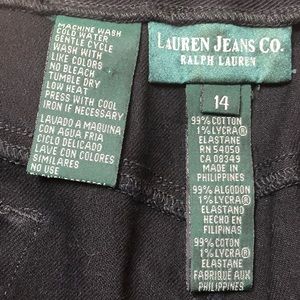 MACHINE WASH
COLD WATER
GENTLE CYCLE
WASH WITH
LIKE COLORS
NO BLEACH
TUMBLE DRY
LOW HEAT
PRESS WITH COOL
IRON IF NECESSARY
LAVADO A MAQUINA
CON AGUA FRIA
CICLO DELICADO
LAVE CON COLORES
SIMILARES
NO USE
LAUREN JEANS CO.
RALPH LAUREN
14
99% COTTON
1% LYCRA®
ELASTANE
RN 54050
CA 08349
MADE IN
PHILIPPINES
99% ALGODON
1% LYCRA®
ELASTANO
HECHO EN
FILIPINAS
99% COTON
1% LYCRA®
ELASTANE
FABRIQUE AUX
PHILIPPINES